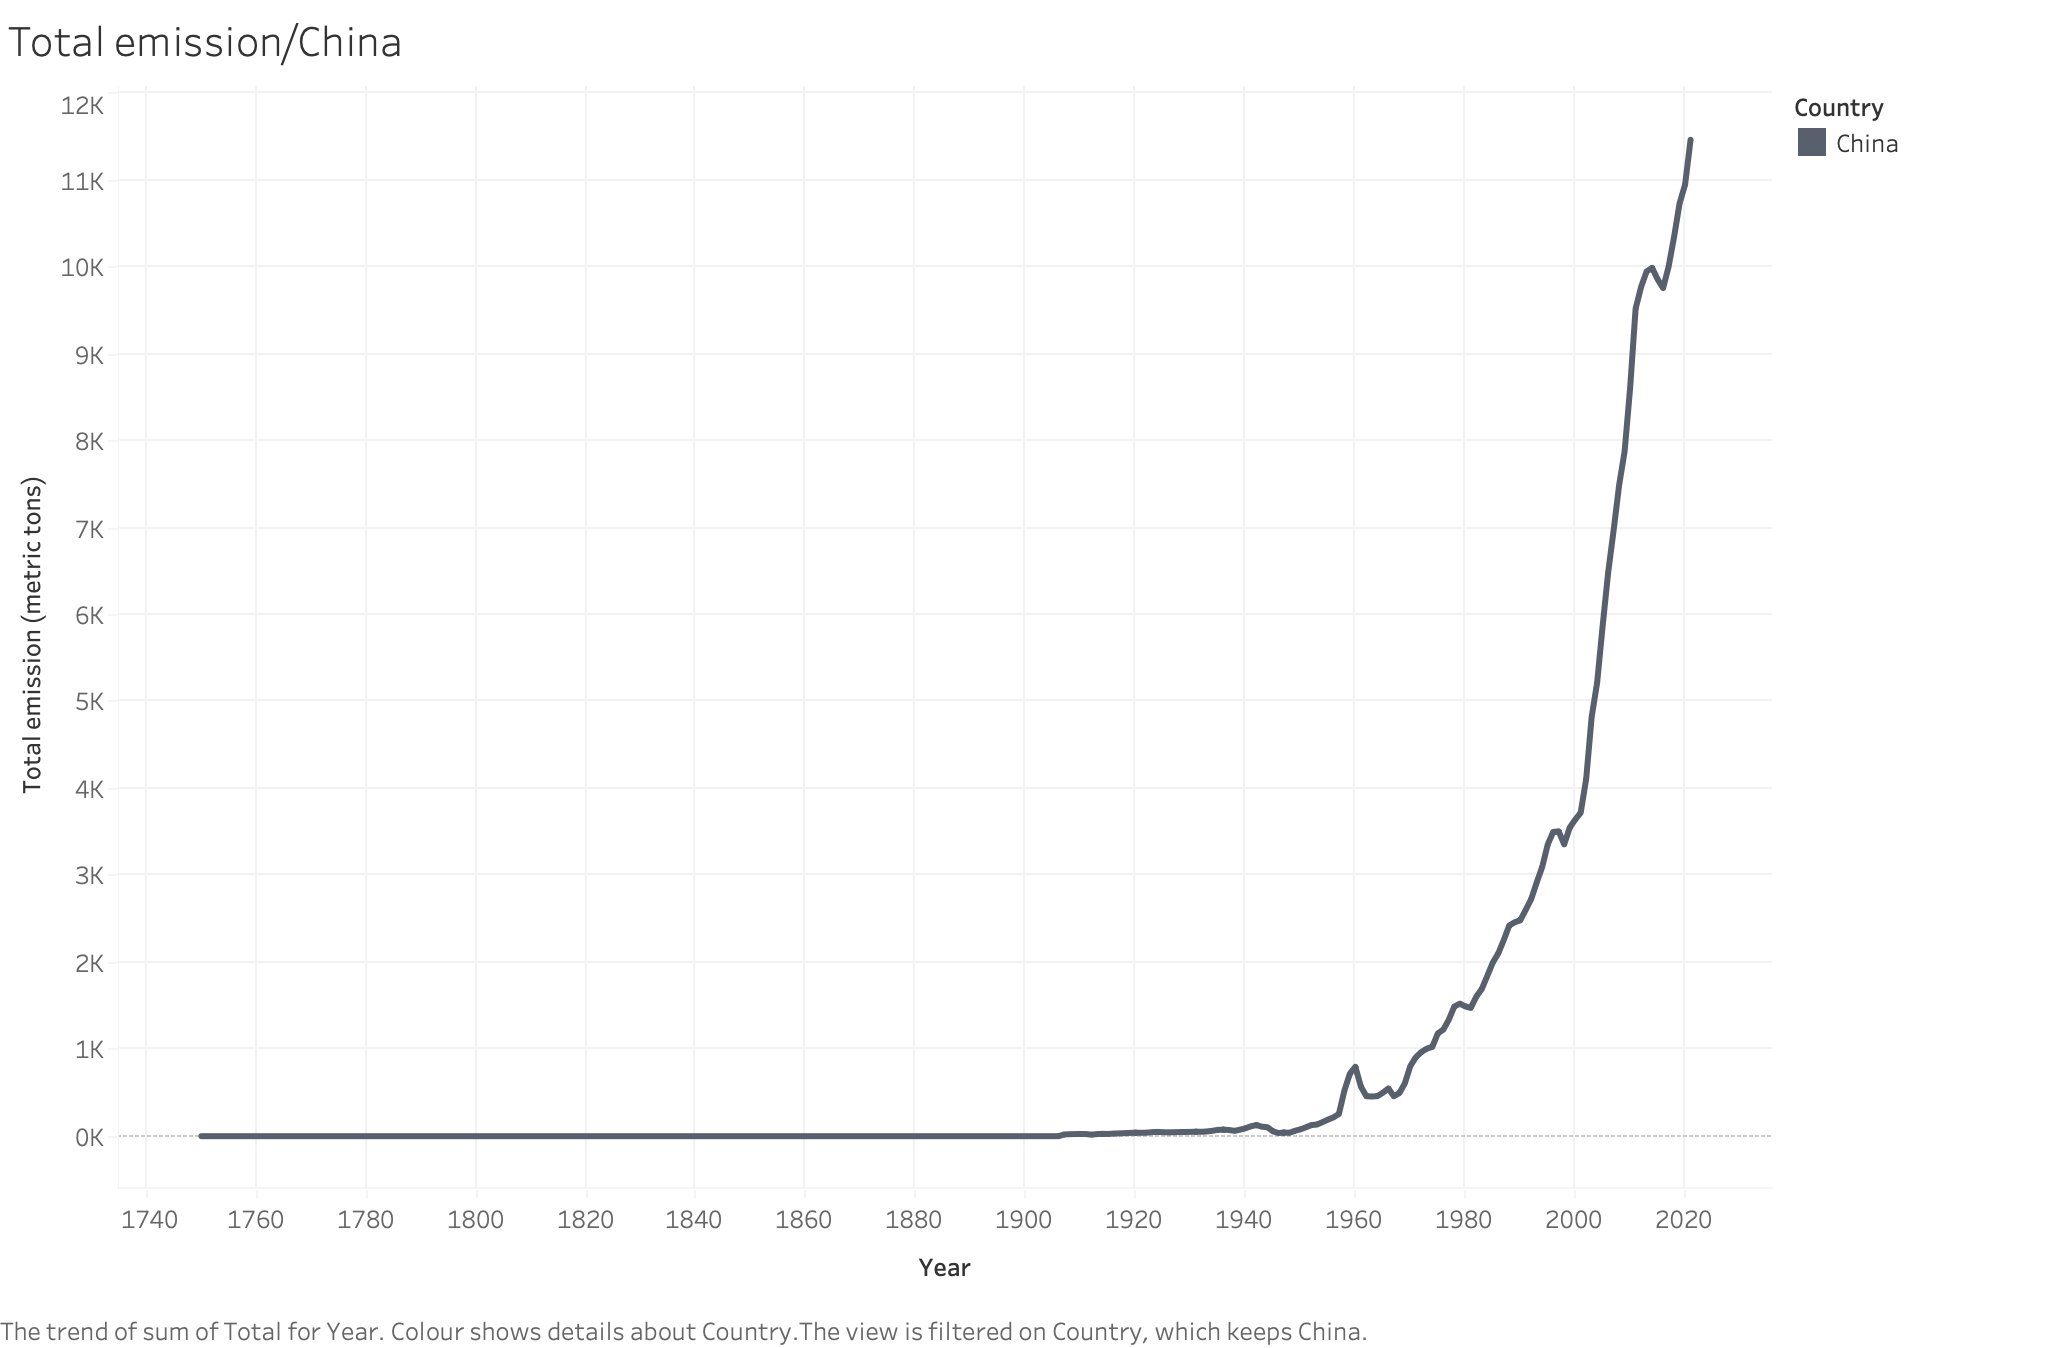 Total emission/China
12K
11K
10K
9K
8K
7K
6K
5K
4K
3K
2K
1K
0K
Total emission (metric tons)
Country
China
1740 1760 1780 1800 1820 1840 1860 1880 1900 1920 1940 1960 1980 2000 2020
Year
The trend of sum of Total for Year. Colour shows details about Country.The view is filtered on Country, which keeps China.